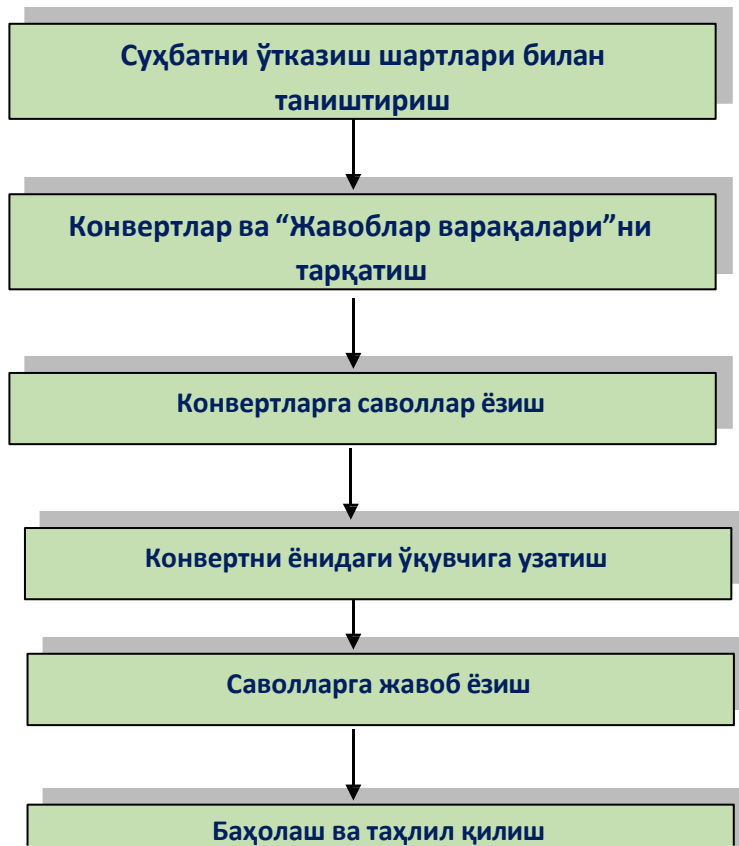 Суҳбатни ўтказиш шартлари билан
таништириш
Конвертлар ва “Жавоблар варақалари”ни
тарқатиш
Конвертларга саволлар ёзиш
Конвертни ёнидаги ўқувчига узатиш
Саволларга жавоб ёзиш
Баҳолаш ва таҳлил қилиш